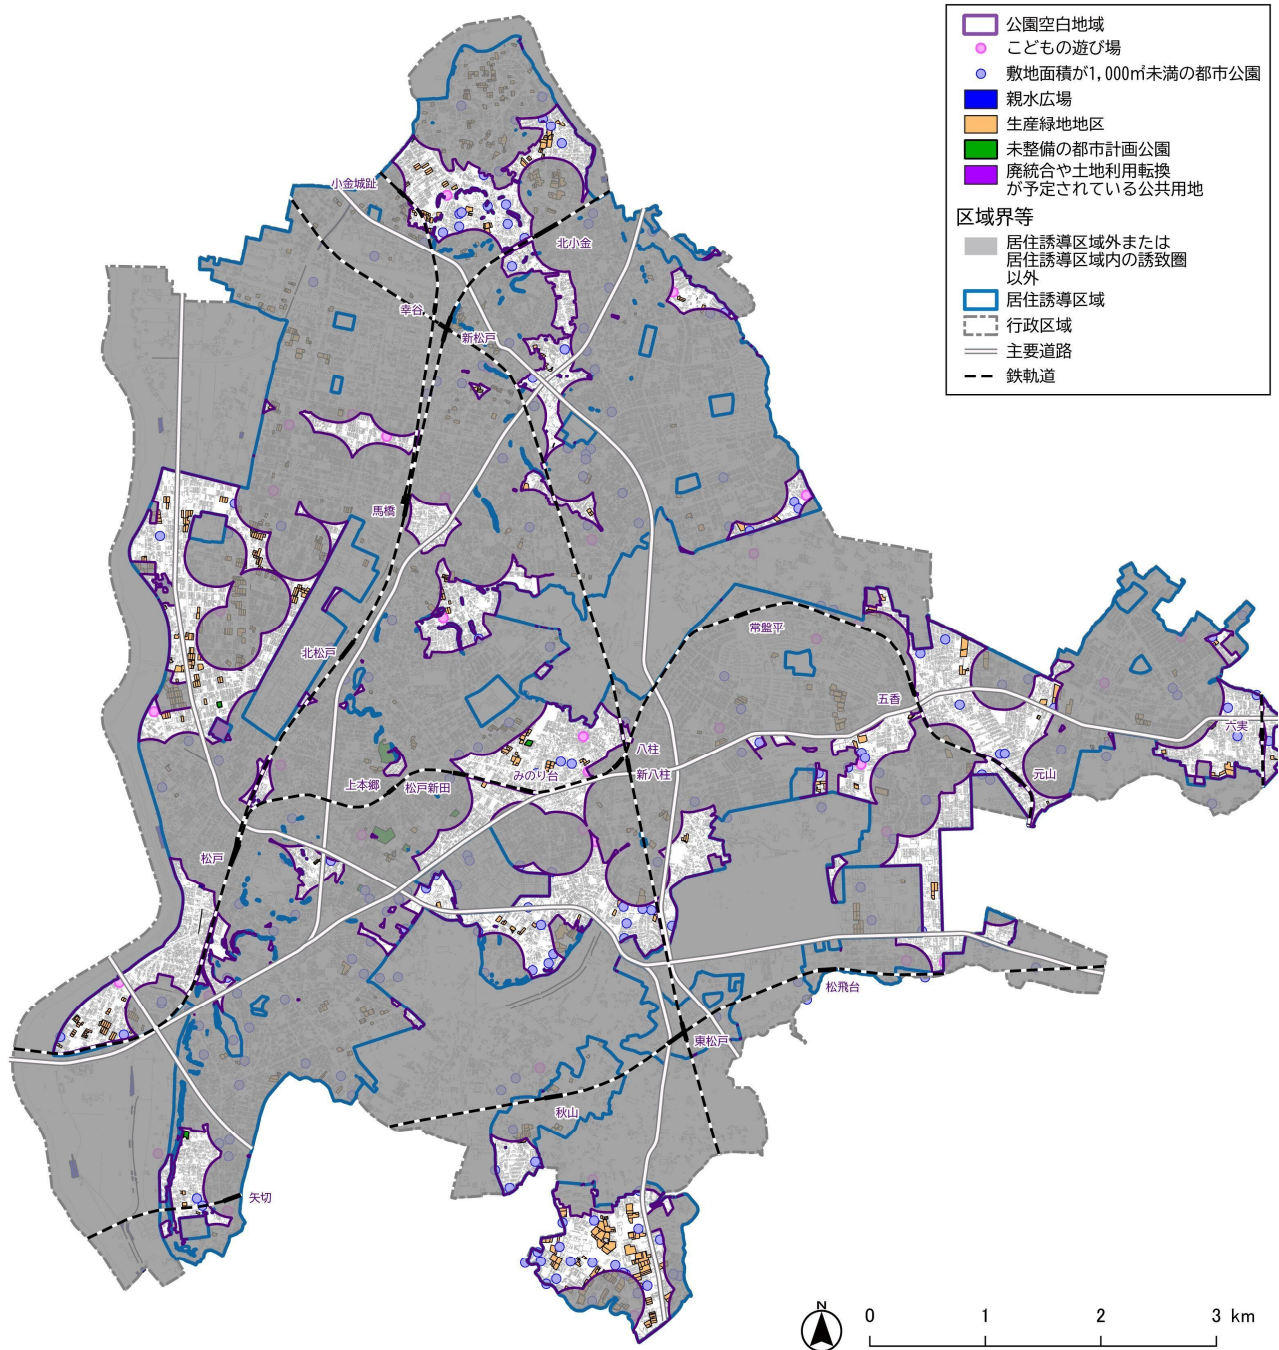 公園空白地域
こどもの遊び場
敷地面積が1,000㎡未満の都市公園
親水広場
生産緑地地区
未整備の都市計画公園
廃統合や土地利用転換
が予定されている公共用地
区域界等
居住誘導区域外または
居住誘導区域内の誘致圏
以外
居住誘導区域
行政区域
主要道路
鉄軌道
小金城趾
北小金
幸谷
新松戸
馬橋
北松戸
常盤平
五香
六実
八柱
みのり台
新八柱
元山
上本郷
松戸新田
松戸
松飛台
東松戸
秋山
矢切
N
0 1 2 3 km